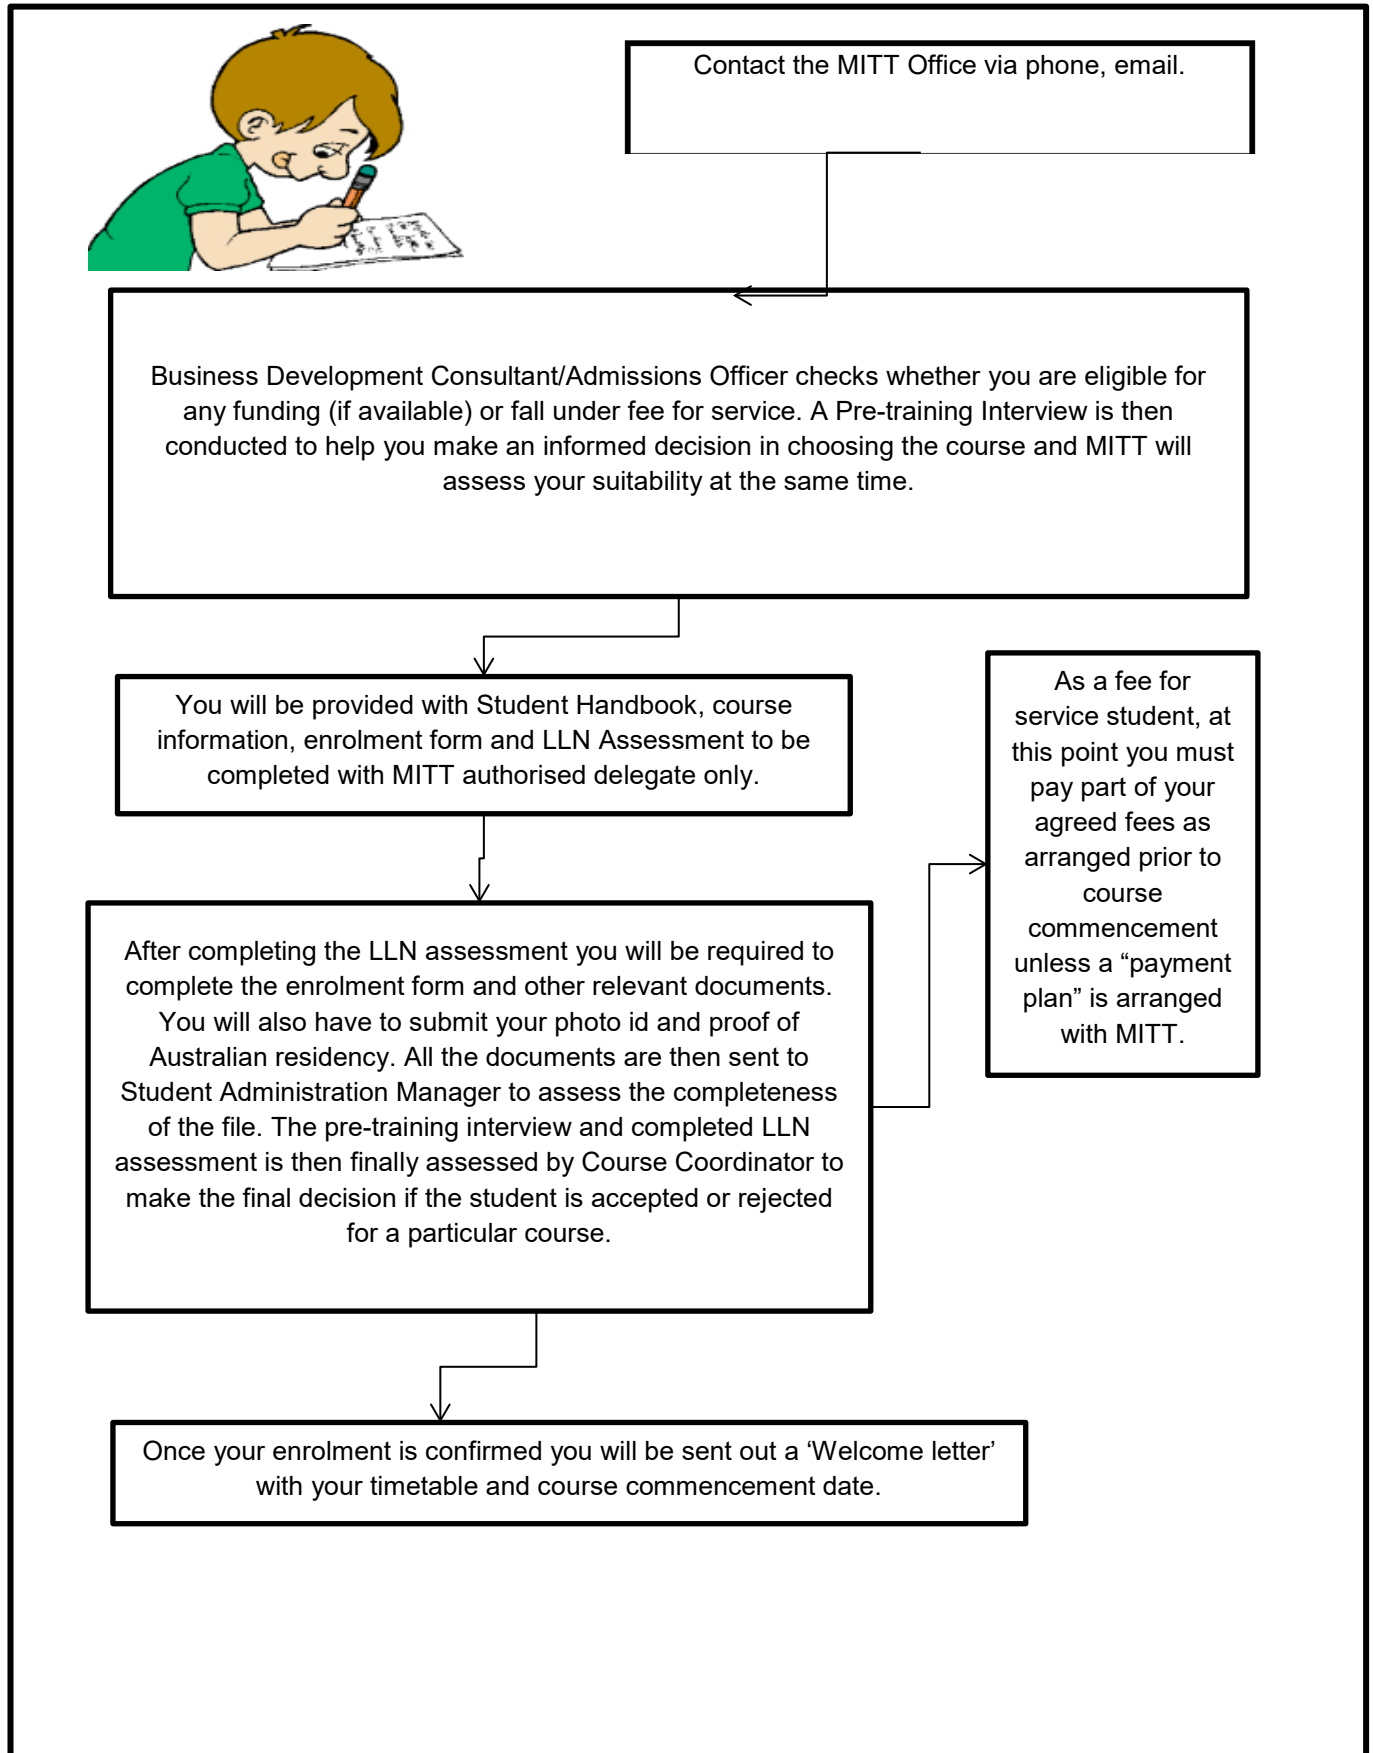 Contact the MITT Office via phone, email.
Business Development Consultant/Admissions Officer checks whether you are eligible for
any funding (if available) or fall under fee for service. A Pre-training Interview is then
conducted to help you make an informed decision in choosing the course and MITT will
assess your suitability at the same time.
You will be provided with Student Handbook, course
information, enrolment form and LLN Assessment to be
completed with MITT authorised delegate only.
As a fee for
service student, at
this point you must
pay part of your
agreed fees as
arranged prior to
course
commencement
unless a “payment
plan” is arranged
with MITT.
After completing the LLN assessment you will be required to
complete the enrolment form and other relevant documents.
You will also have to submit your photo id and proof of
Australian residency. All the documents are then sent to
Student Administration Manager to assess the completeness
of the file. The pre-training interview and completed LLN
assessment is then finally assessed by Course Coordinator to
make the final decision if the student is accepted or rejected
for a particular course.
Once your enrolment is confirmed you will be sent out a ‘Welcome letter’
with your timetable and course commencement date.